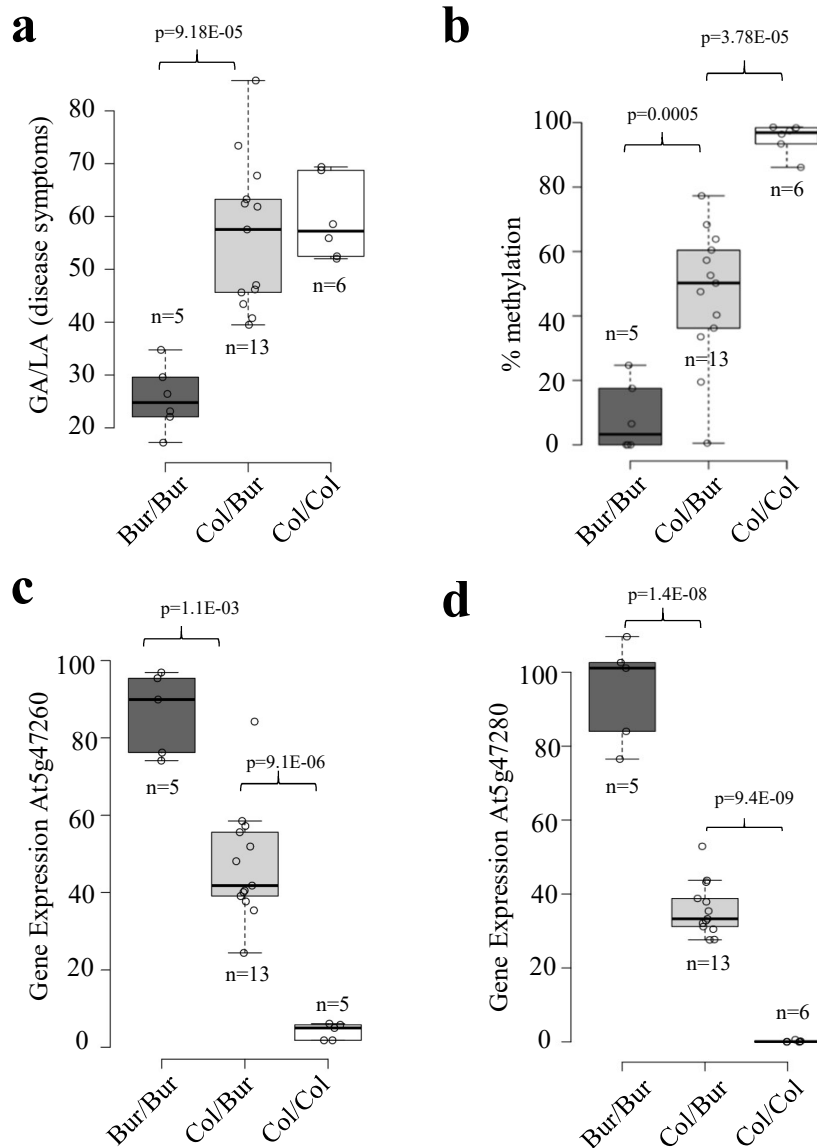 a
p=9.18E-05
GA/LA (disease symptoms)
80
70
60
50
40
30
20
n=5
n=13
n=6
Bur/Bur
Col/Bur
Col/Col
b
p=3.78E-05
p=0.0005
% methylation
100
80
60
40
20
0
n=5
n=13
n=6
Bur/Bur
Col/Bur
Col/Col
c
p=1.1E-03
p=9.1E-06
Gene Expression At5g47260
100
80
60
40
20
0
n=5
n=13
n=5
Bur/Bur
Col/Bur
Col/Col
d
p=1.4E-08
p=9.4E-09
Gene Expression At5g47280
100
80
60
40
20
0
n=5
n=13
n=6
Bur/Bur
Col/Bur
Col/Col